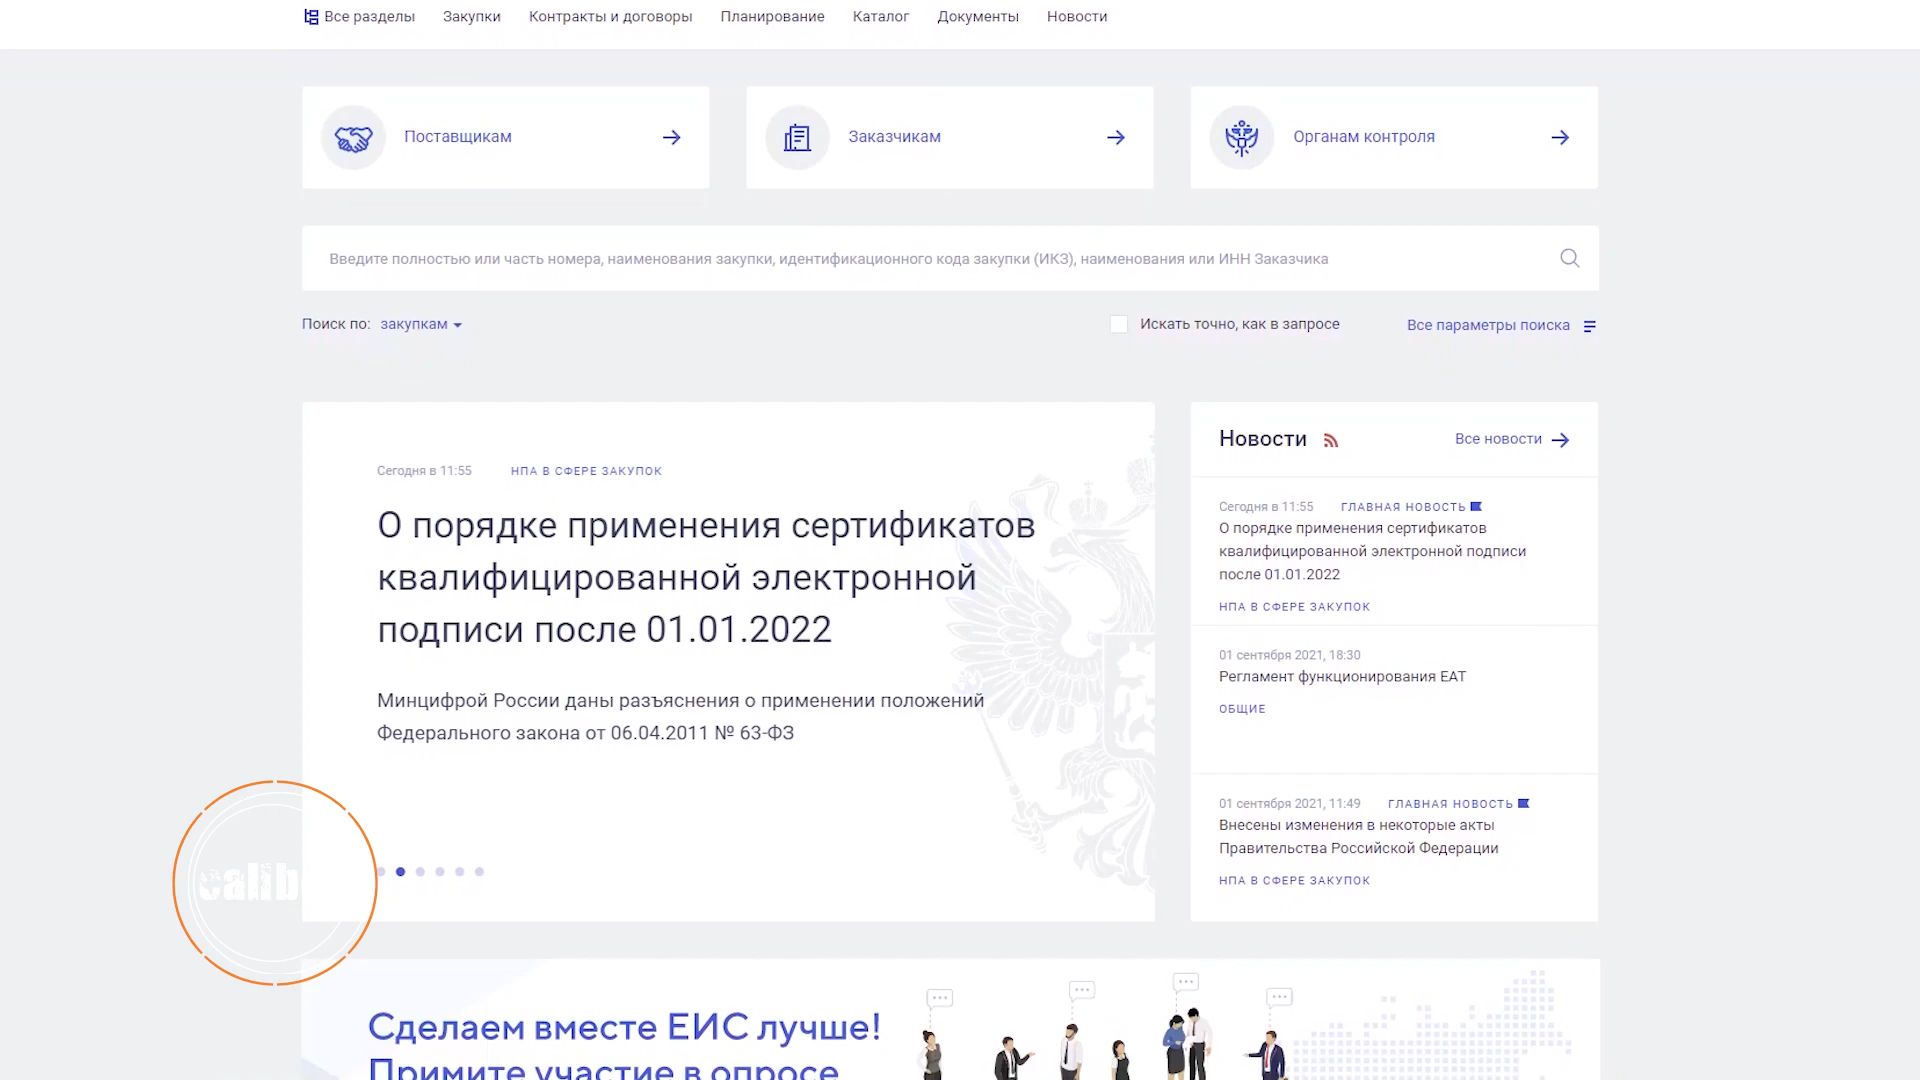 Все разделы Закупки Контракты и договоры Планирование Каталог Документы Новости
Поставщикам
Заказчикам
Органам контроля
Введите полностью или часть номера, наименования закупки, идентификационного кода закупки (ИКЗ), наименования или ИНН Заказчика
Поиск по: закупкам
Искать точно, как в запросе
Все параметры поиска
Сегодня в 11:55 НПА В СФЕРЕ ЗАКУПОК
О порядке применения сертификатов
квалифицированной электронной
подписи после 01.01.2022
Минцифрой России даны разъяснения о применении положений
Федерального закона от 06.04.2011 № 63-ФЗ
Новости
Все новости
Сегодня в 11:55 ГЛАВНАЯ НОВОСТЬ
О порядке применения сертификатов
квалифицированной электронной подписи
после 01.01.2022
НПА В СФЕРЕ ЗАКУПОК
01 сентября 2021, 18:30
Регламент функционирования ЕАТ
ОБЩИЕ
01 сентября 2021, 11:49 ГЛАВНАЯ НОВОСТЬ
Внесены изменения в некоторые акты
Правительства Российской Федерации
НПА В СФЕРЕ ЗАКУПОК
Сделаем вместе ЕИС лучше!
Примите участие в опросе